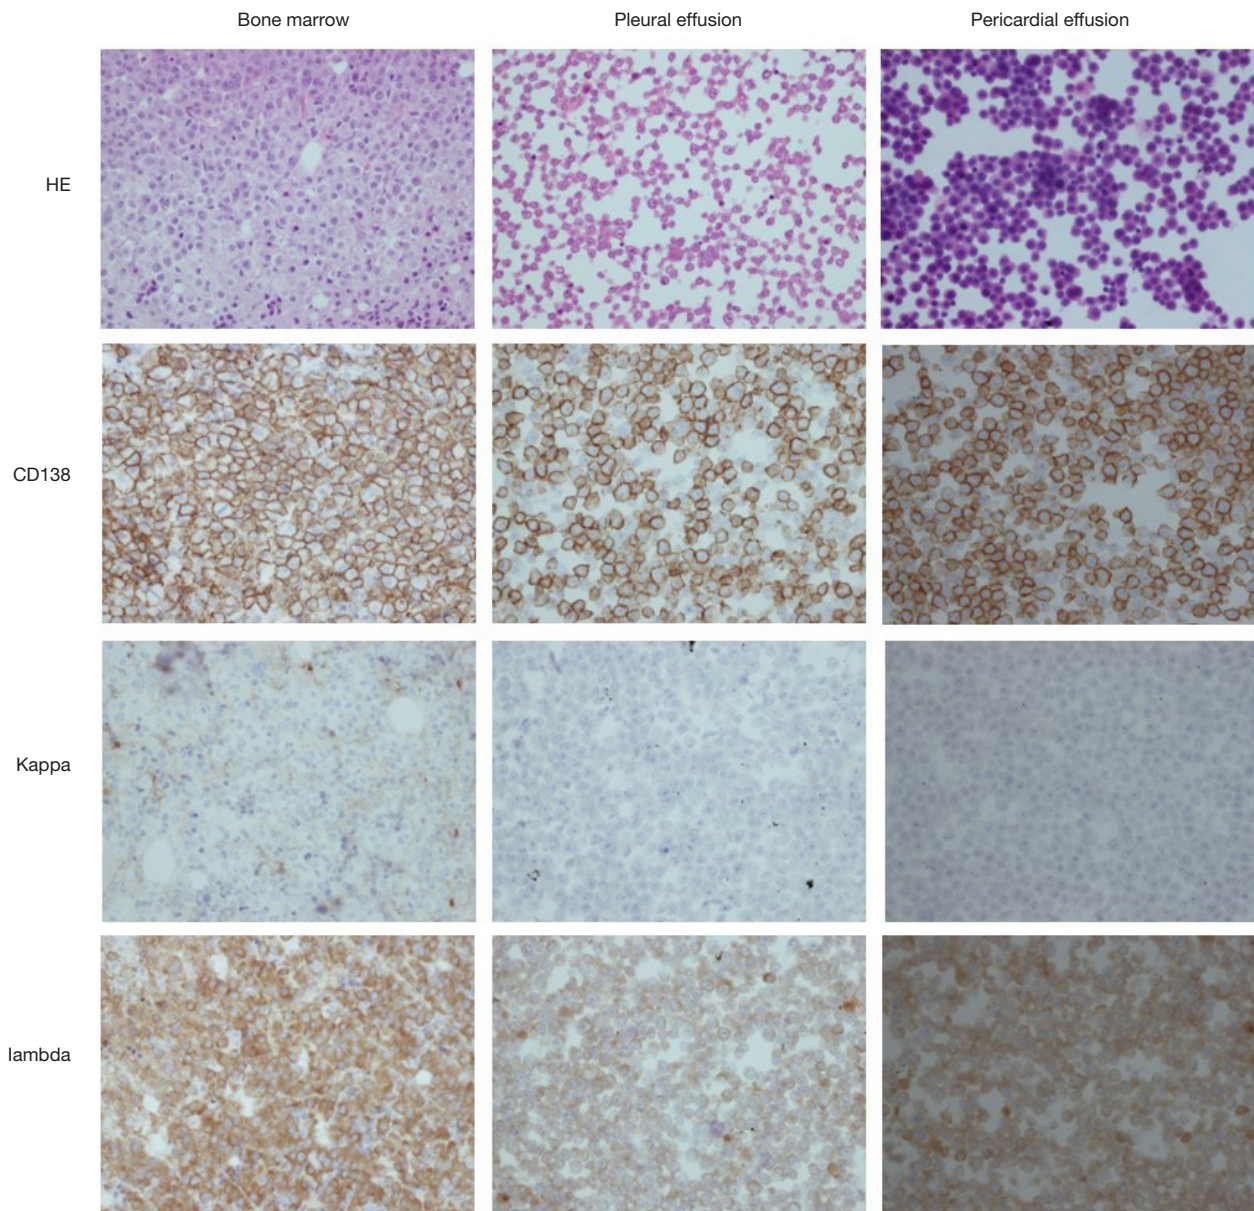 Bone marrow
Pleural effusion
Pericardial effusion
HE
CD138
Kappa
lambda